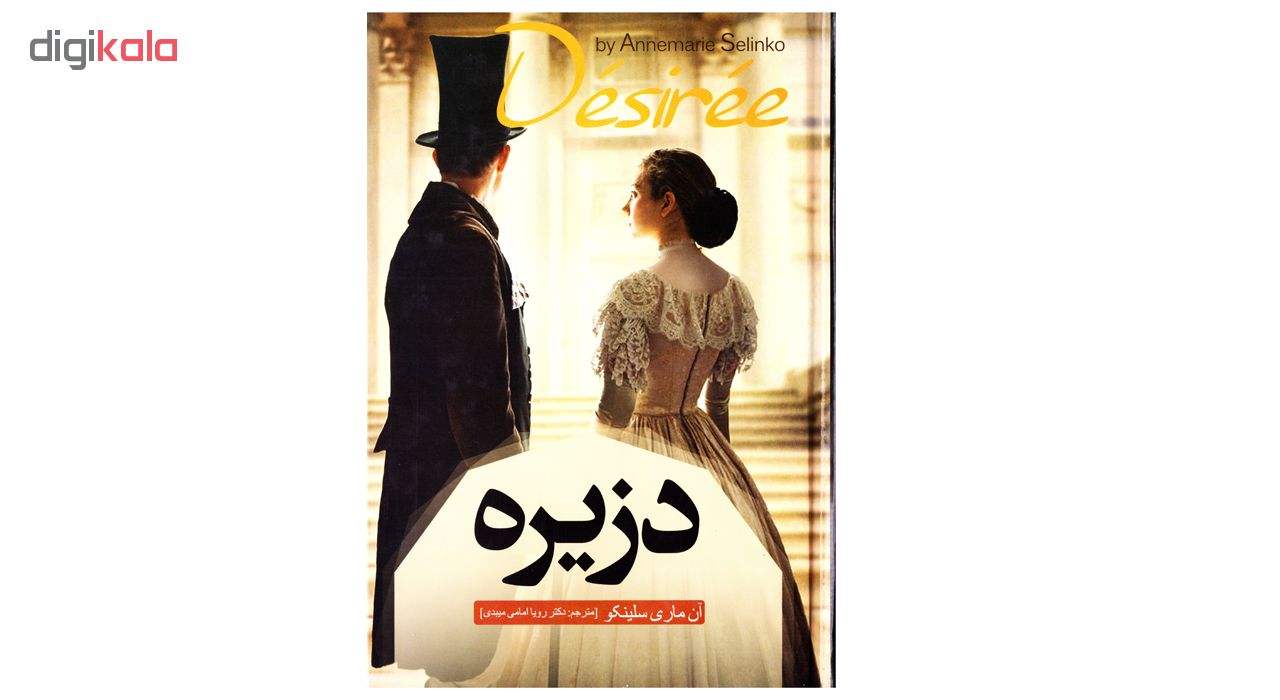 digikala
by Annemarie Selinko
Désirée
دزیره
آن ماری سلینکو [مترجم: دکتر رویا امامی میبدی]